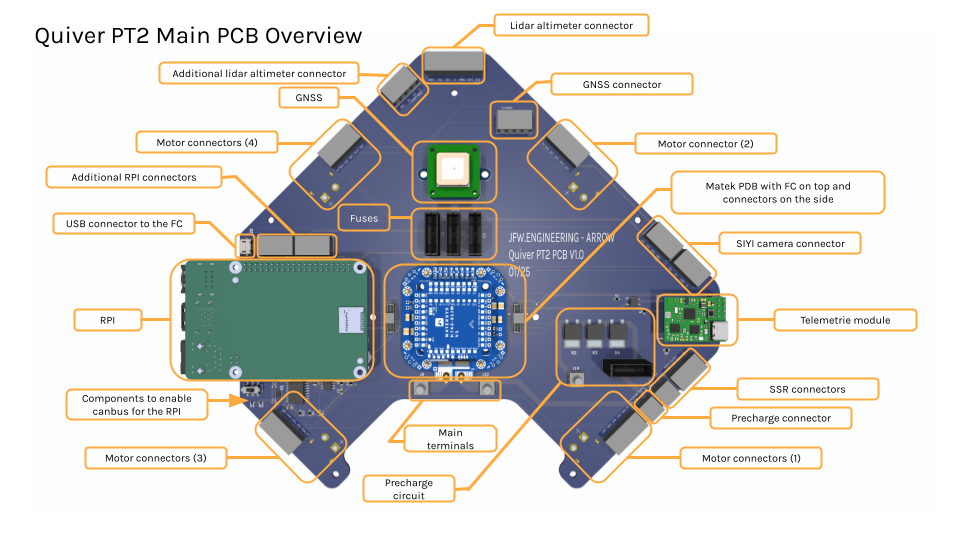 Quiver PT2 Main PCB Overview
Lidar altimeter connector
Additional lidar altimeter connector
GNSS connector
GNSS
Motor connectors (4)
Motor connector (2)
Additional RPI connectors
Matek PDB with FC on top and
connectors on the side
USB connector to the FC
Fuses
JFW.ENGINEERING - ARROW
Quiver PT2 PCB V1.0
01/25
SIYI camera connector
RPI
Telemetrie module
R2
R3
R4
J19
SSR connectors
Components to enable
canbus for the RPI
Precharge connector
Main
terminals
Motor connectors (3)
Motor connectors (1)
Precharge
circuit